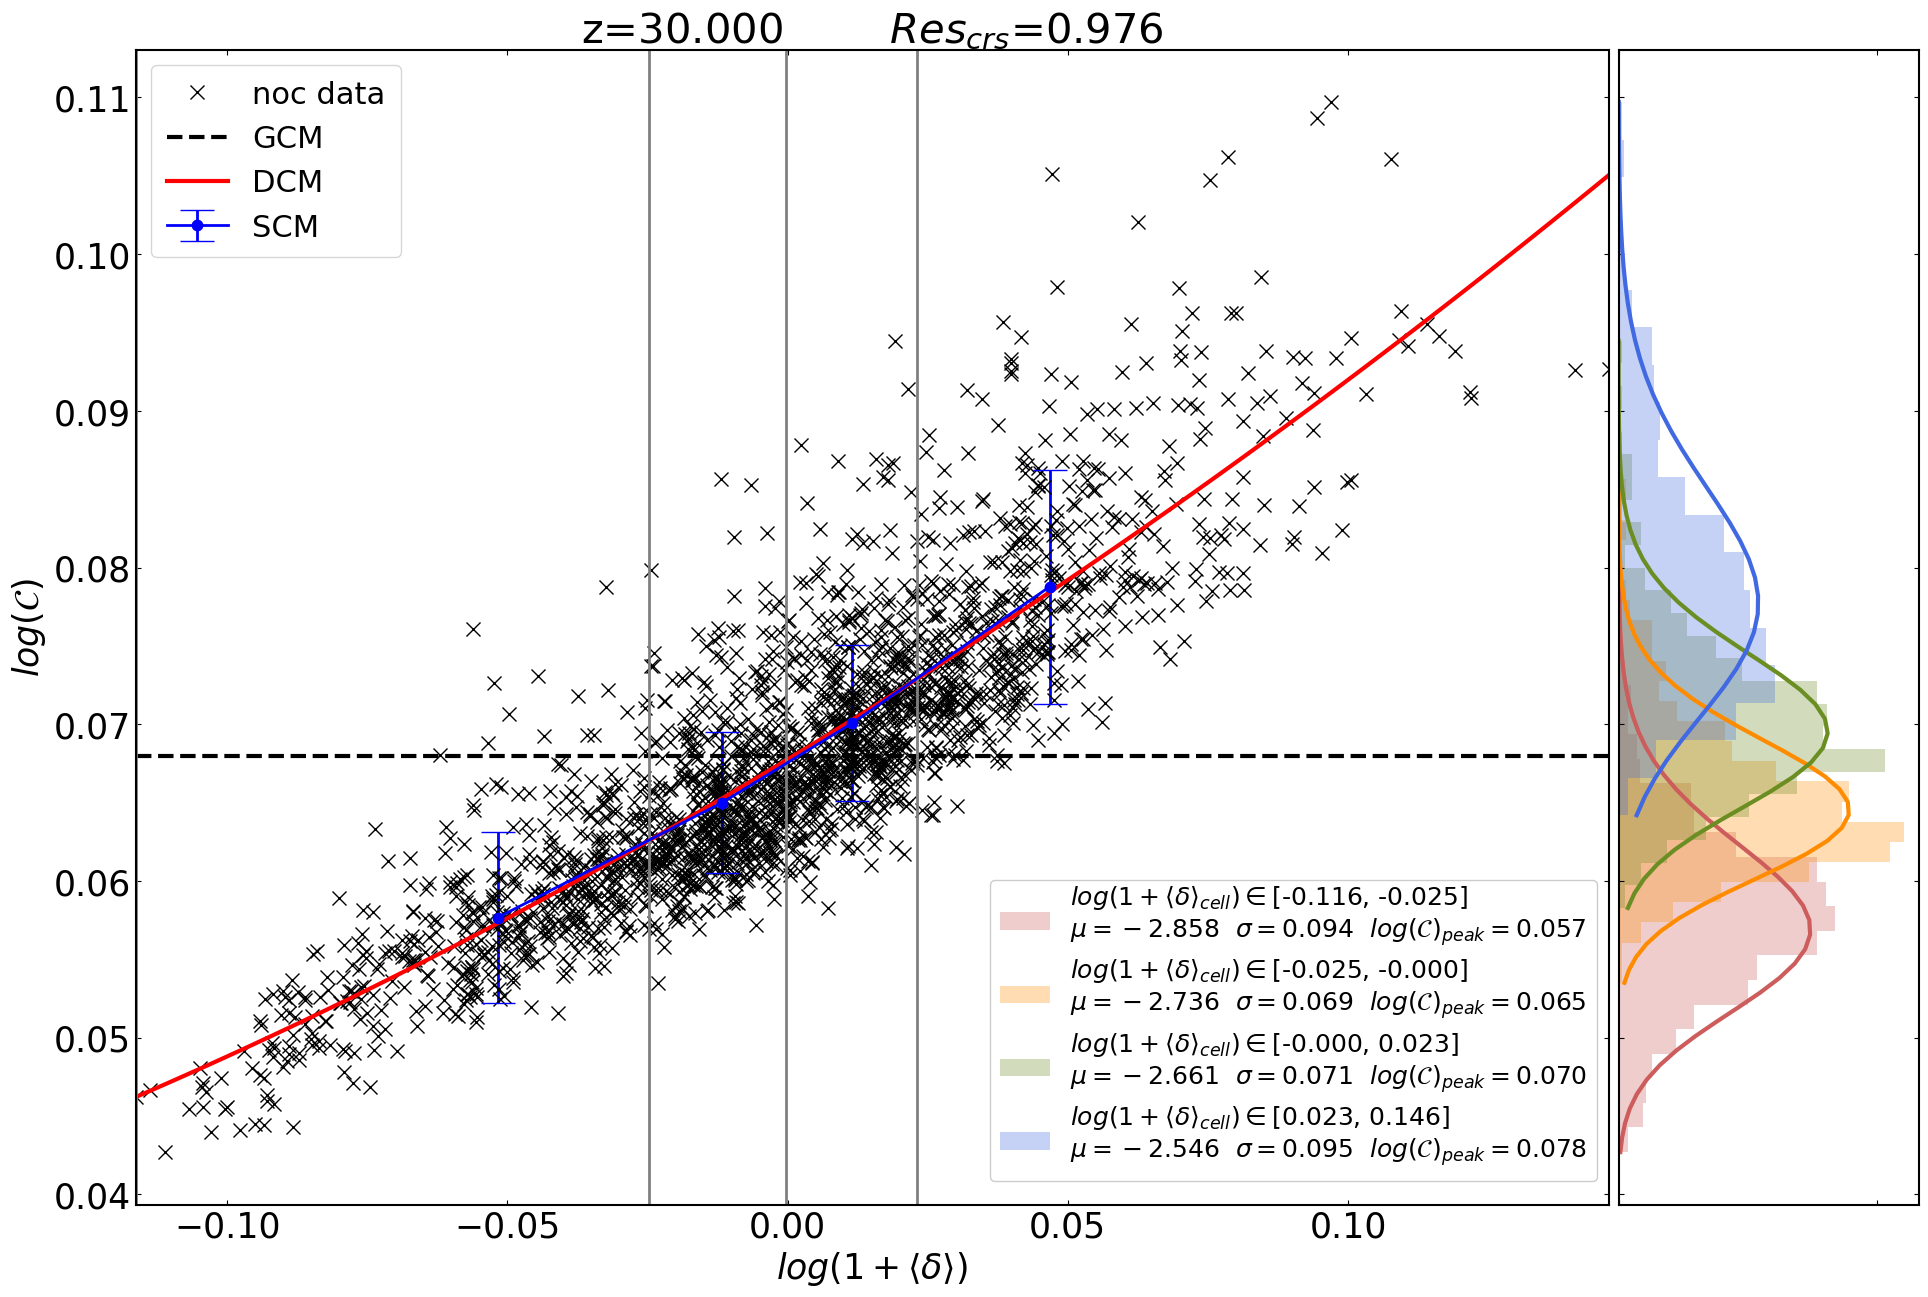 z=30.000 Res_crs=0.976
noc data
GCM
DCM
SCM
0.11
0.10
0.09
0.08
0.07
0.06
0.05
0.04
log(𝒞)
−0.10 −0.05 0.00 0.05 0.10
log(1 + ⟨δ⟩)
log(1 + ⟨δ⟩_cell) ∈ [-0.116, -0.025]
μ = −2.858 σ = 0.094 log(𝒞)_peak = 0.057
log(1 + ⟨δ⟩_cell) ∈ [-0.025, -0.000]
μ = −2.736 σ = 0.069 log(𝒞)_peak = 0.065
log(1 + ⟨δ⟩_cell) ∈ [-0.000, 0.023]
μ = −2.661 σ = 0.071 log(𝒞)_peak = 0.070
log(1 + ⟨δ⟩_cell) ∈ [0.023, 0.146]
μ = −2.546 σ = 0.095 log(𝒞)_peak = 0.078